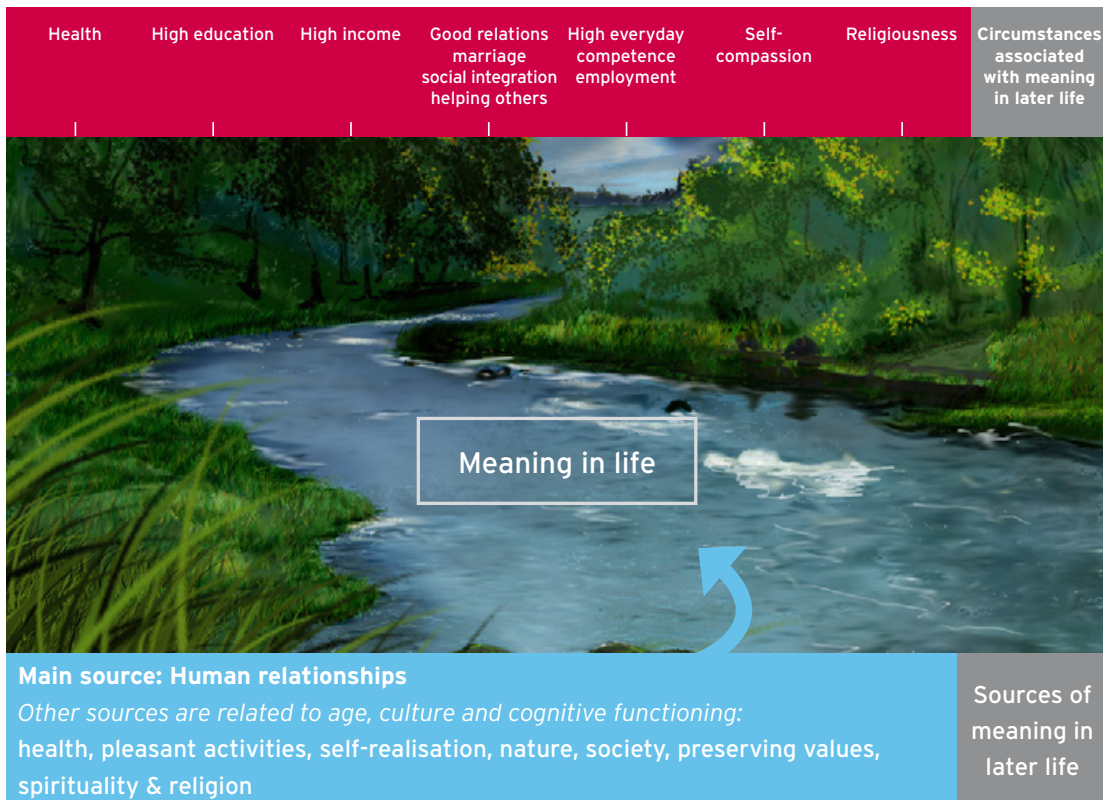 Health
High education
High income
Good relations
marriage
social integration
helping others
High everyday
competence
employment
Self-
compassion
Religiousness
Circumstances
associated
with meaning
in later life
Meaning in life
Main source: Human relationships
Other sources are related to age, culture and cognitive functioning:
health, pleasant activities, self-realisation, nature, society, preserving values,
spirituality & religion
Sources of
meaning in
later life